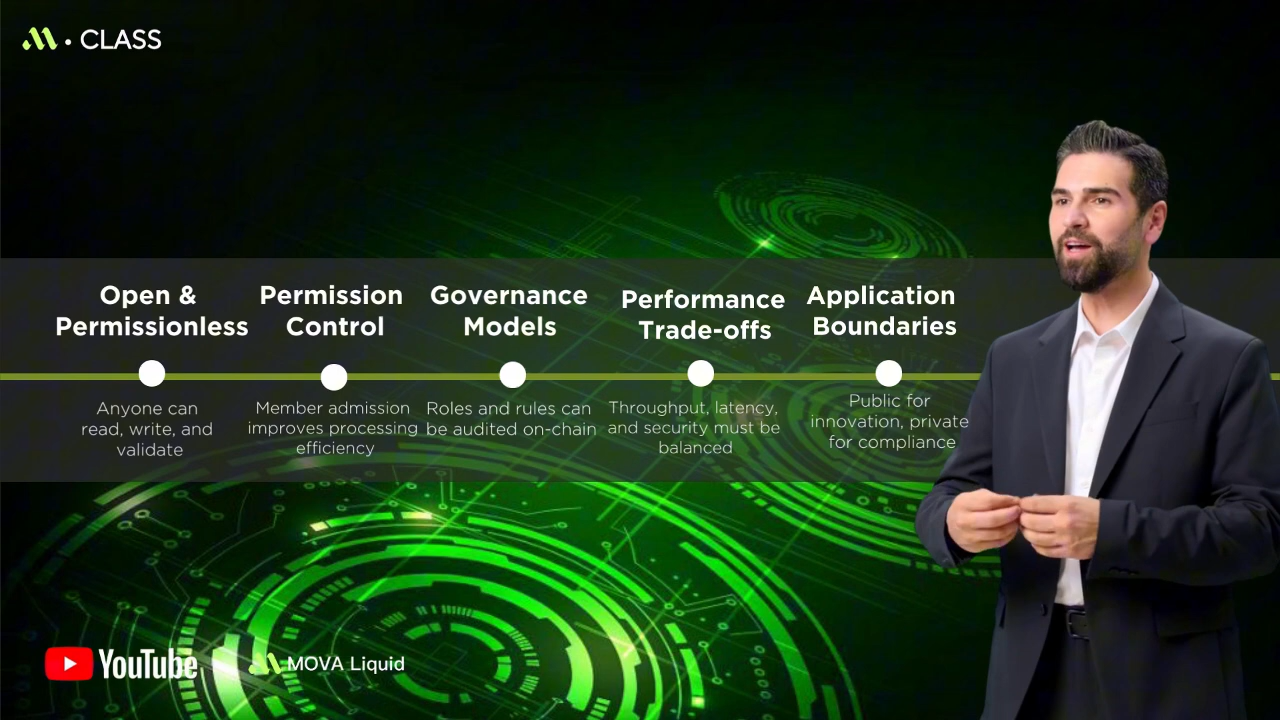 CLASS
Open &
Permissionless
Anyone can
read, write, and
validate
Permission
Control
Member admission
improves processing
efficiency
Governance
Models
Roles and rules can
be audited on-chain
Performance
Trade-offs
Throughput, latency,
and security must be
balanced
Application
Boundaries
Public for
innovation, private
for compliance
YouTube
MOVA Liquid